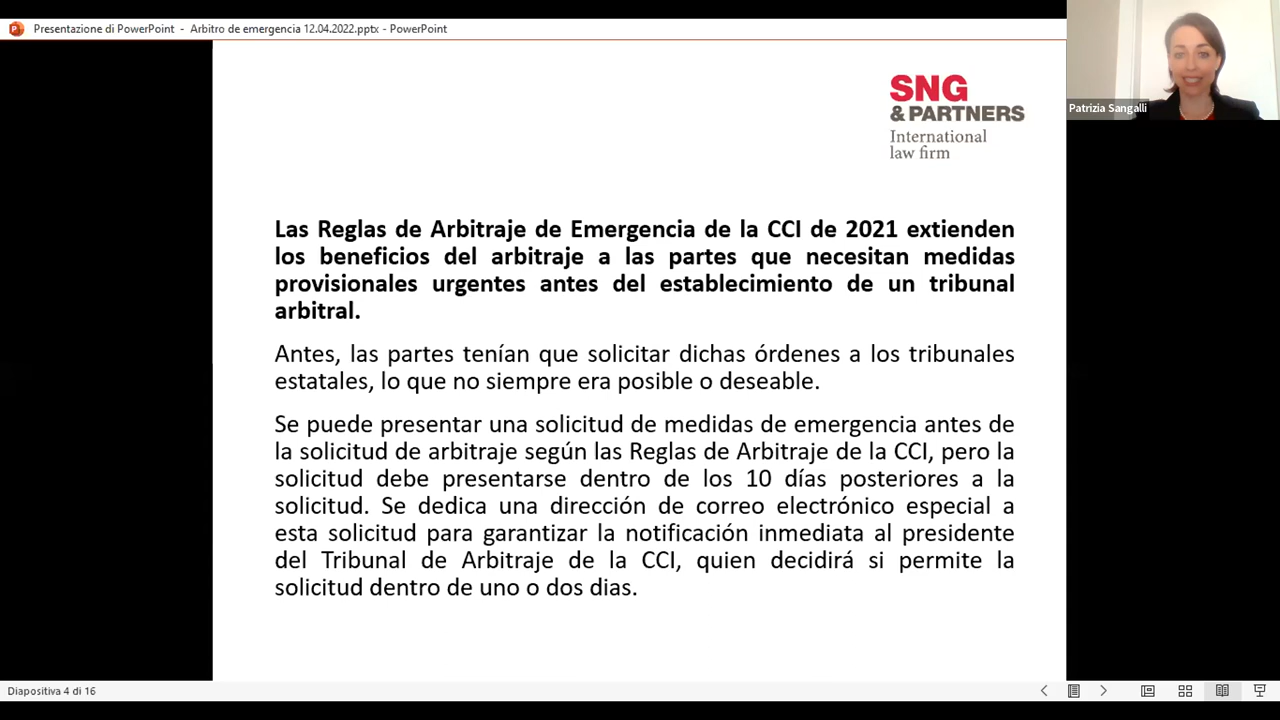 Presentazione di PowerPoint - Arbitro de emergencia 12.04.2022.pptx - PowerPoint
SNG
& PARTNERS
International
law firm
Patrizia Sangalli
Las Reglas de Arbitraje de Emergencia de la CCI de 2021 extienden
los beneficios del arbitraje a las partes que necesitan medidas
provisionales urgentes antes del establecimiento de un tribunal
arbitral.
Antes, las partes tenían que solicitar dichas órdenes a los tribunales
estatales, lo que no siempre era posible o deseable.
Se puede presentar una solicitud de medidas de emergencia antes de
la solicitud de arbitraje según las Reglas de Arbitraje de la CCI, pero la
solicitud debe presentarse dentro de los 10 días posteriores a la
solicitud. Se dedica una dirección de correo electrónico especial a
esta solicitud para garantizar la notificación inmediata al presidente
del Tribunal de Arbitraje de la CCI, quien decidirá si permite la
solicitud dentro de uno o dos dias.
Diapositiva 4 di 16